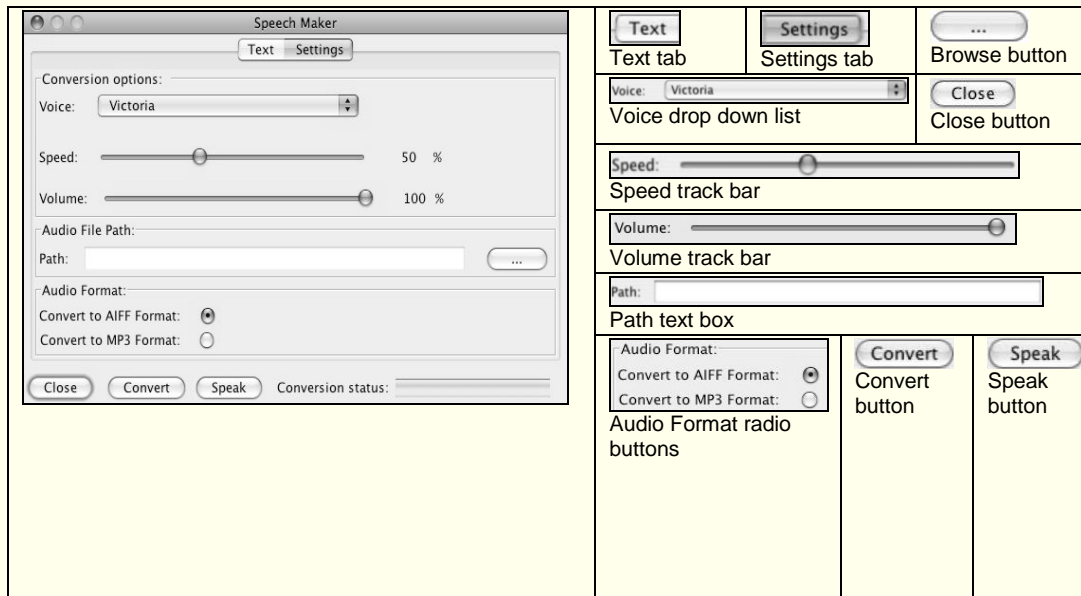 Speech Maker
Text Settings
Conversion options:
Voice: Victoria
Speed: 50 %
Volume: 100 %
Audio File Path:
Path: ...
Audio Format:
Convert to AIFF Format:
Convert to MP3 Format:
Close Convert Speak Conversion status:
Text
Text tab
Settings
Settings tab
...
Browse button
Voice: Victoria
Voice drop down list
Close
Close button
Speed:
Speed track bar
Volume:
Volume track bar
Path:
Path text box
Audio Format:
Convert to AIFF Format:
Convert to MP3 Format:
Audio Format radio
buttons
Convert
Convert
button
Speak
Speak
button